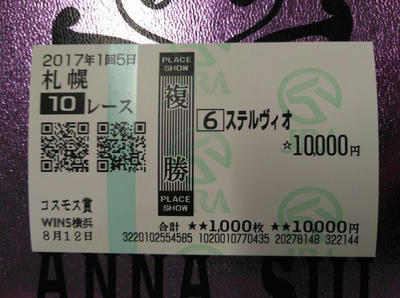 2017年1回5日
札幌
10レース
コスモス賞
WINS横浜
8月12日
PLACE SHOW
複勝
PLACE SHOW
6 ステルヴィオ
☆10,000円
合計 ★★1,000枚 ★★10,000円
3220102554585 1020010770435 20278148 322144
JRA
ANNA SUI